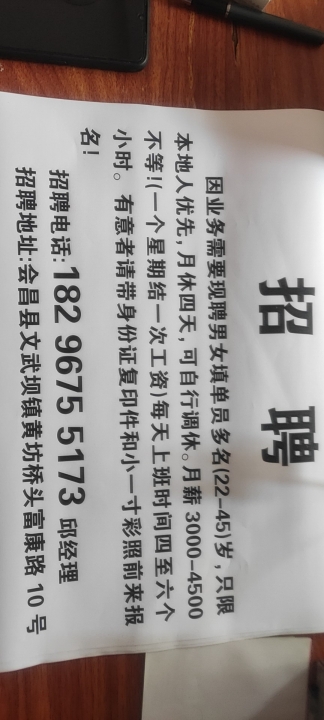 招 聘
因业务需要现聘男女填单员多名(22-45)岁,只限
本地人优先,月休四天,可自行调休。月薪 3000-4500
不等!(一个星期结一次工资)每天上班时间四至六个
小时。有意者请带身份证复印件和小一寸彩照前来报
名!
招聘电话:182 9675 5173 邱经理
招聘地址:会昌县文武坝镇黄坊桥头富康路 10 号